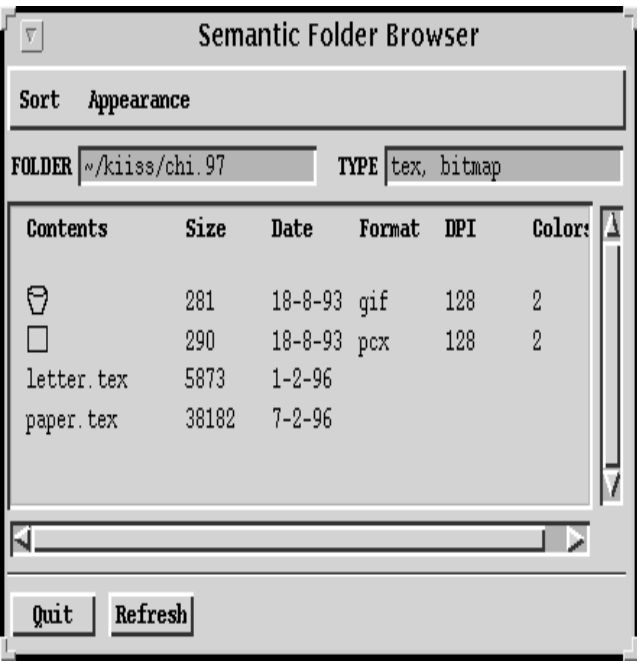 Semantic Folder Browser
Sort Appearance
FOLDER ~/kiiss/chi.97 TYPE tex, bitmap
Contents Size Date Format DPI Colors
281 18-8-93 gif 128 2
290 18-8-93 pcx 128 2
letter.tex 5873 1-2-96
paper.tex 38182 7-2-96
Quit Refresh